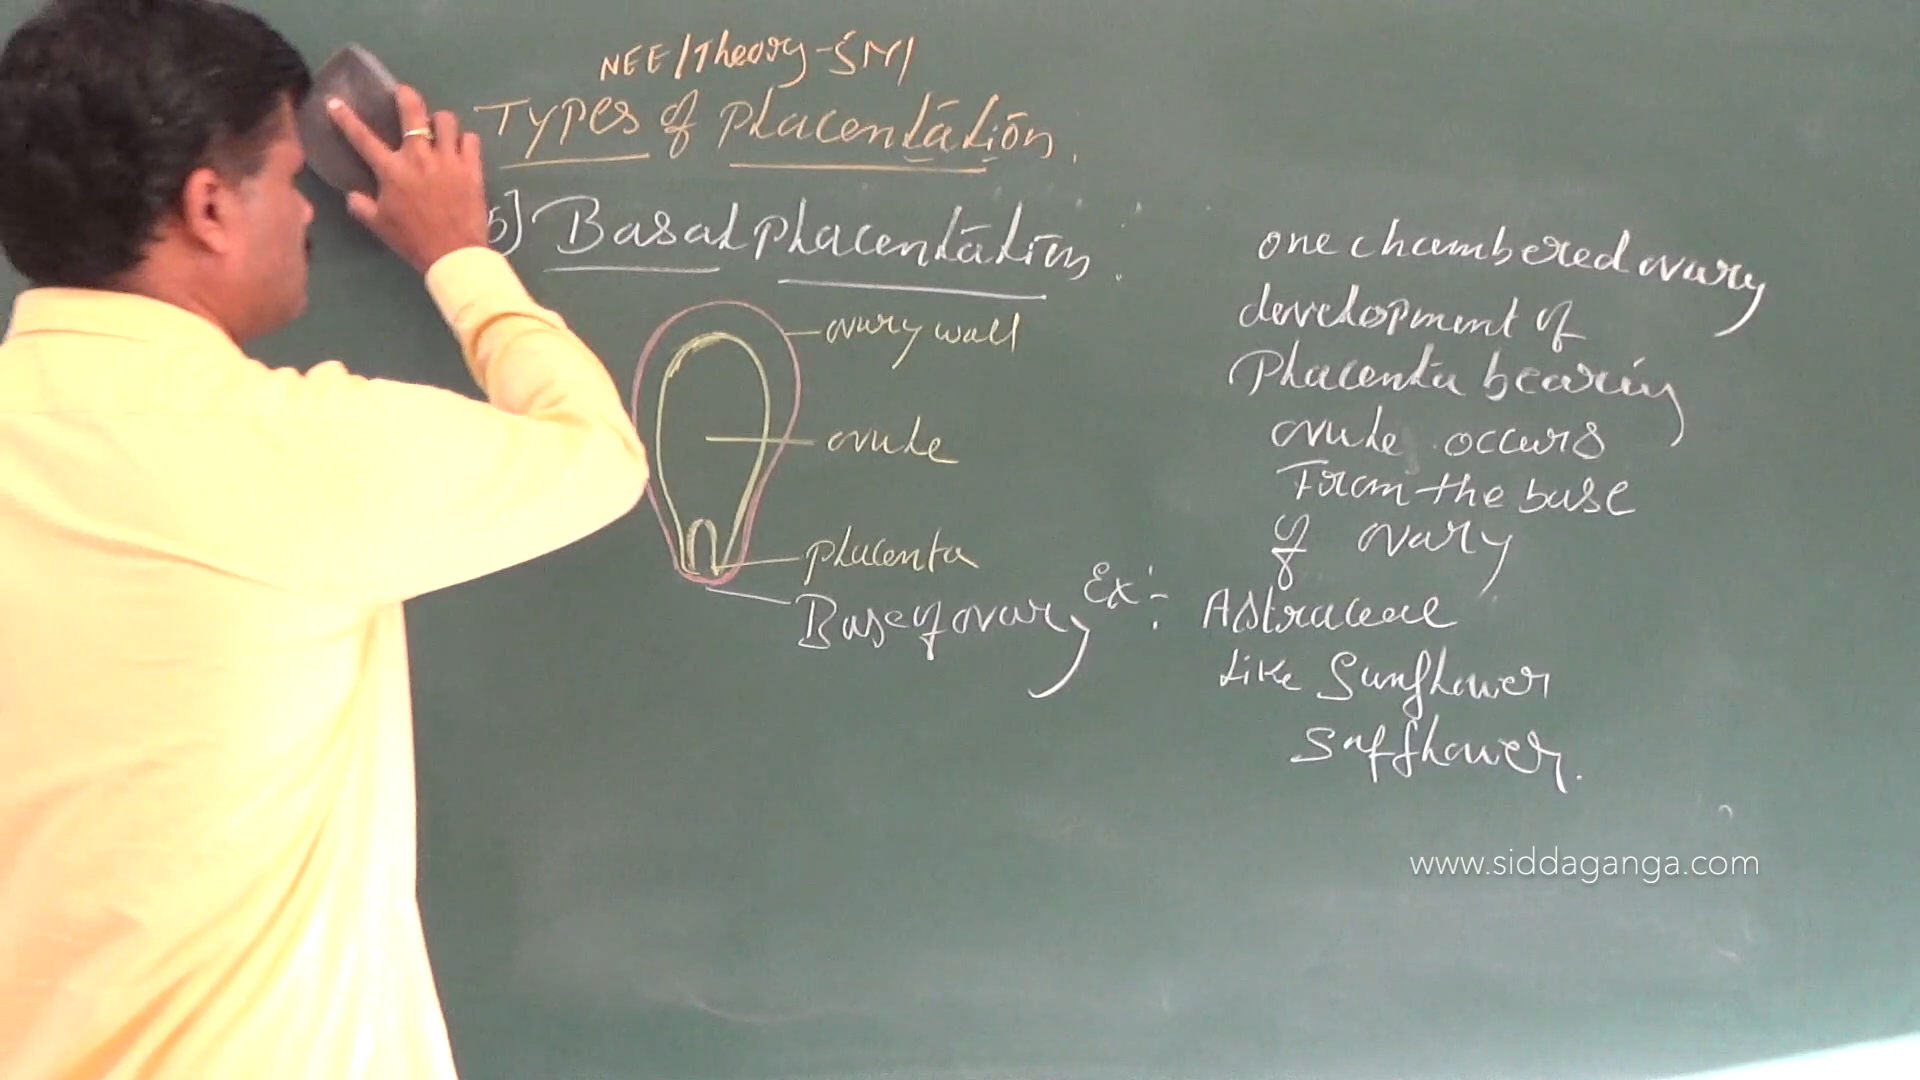 NEE/Theory-SM
Types of placentation.
5] Basal placentation.
ovary wall
ovule
placenta
Base of ovary
one chambered ovary
development of
Placenta bearing
ovule occurs
From the base
of ovary
Ex:- Astraceae
Like Sunflower
Safflower.
www.siddaganga.com